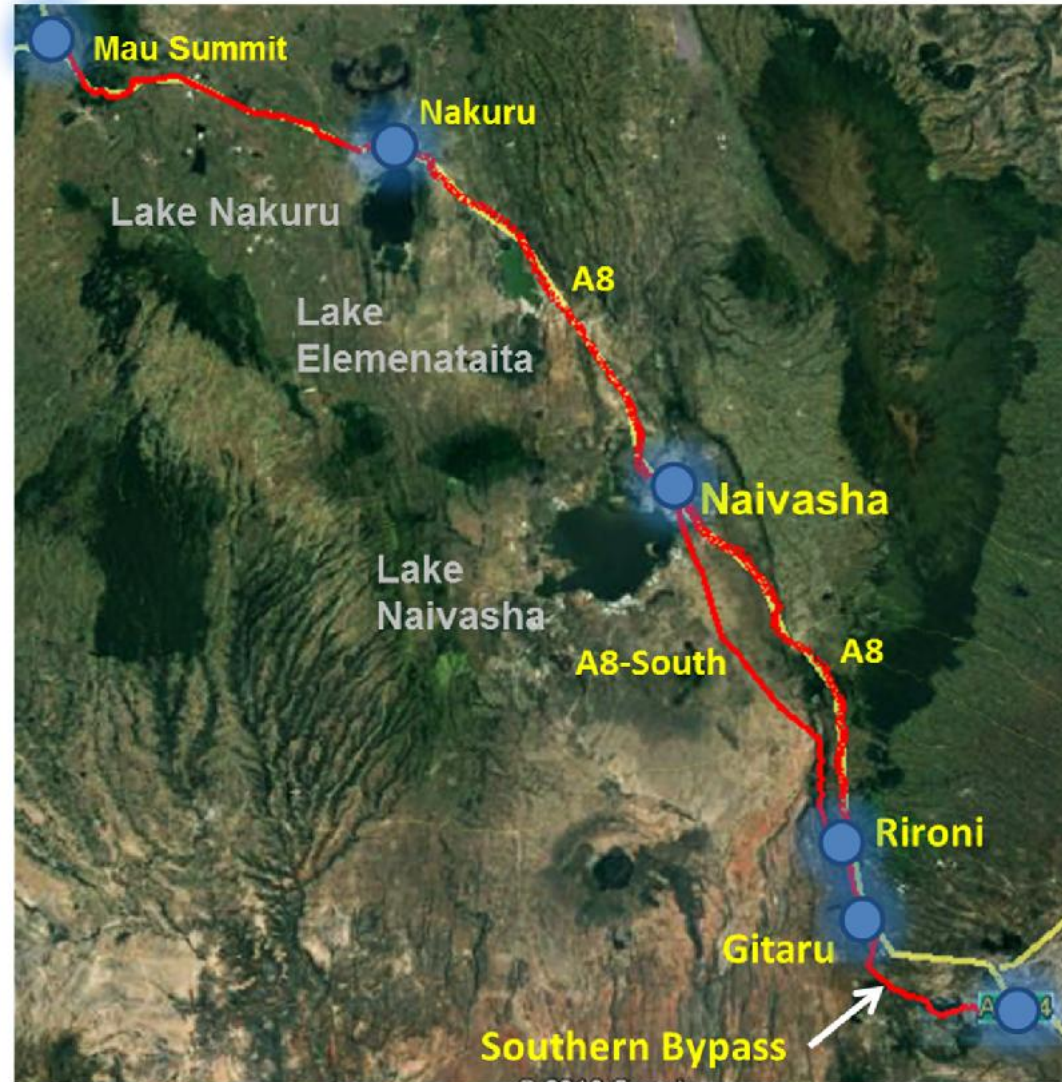 Mau Summit
Nakuru
Lake Nakuru
A8
Lake
Elemenataita
Naivasha
Lake
Naivasha
A8-South
A8
Rironi
Gitaru
Southern Bypass